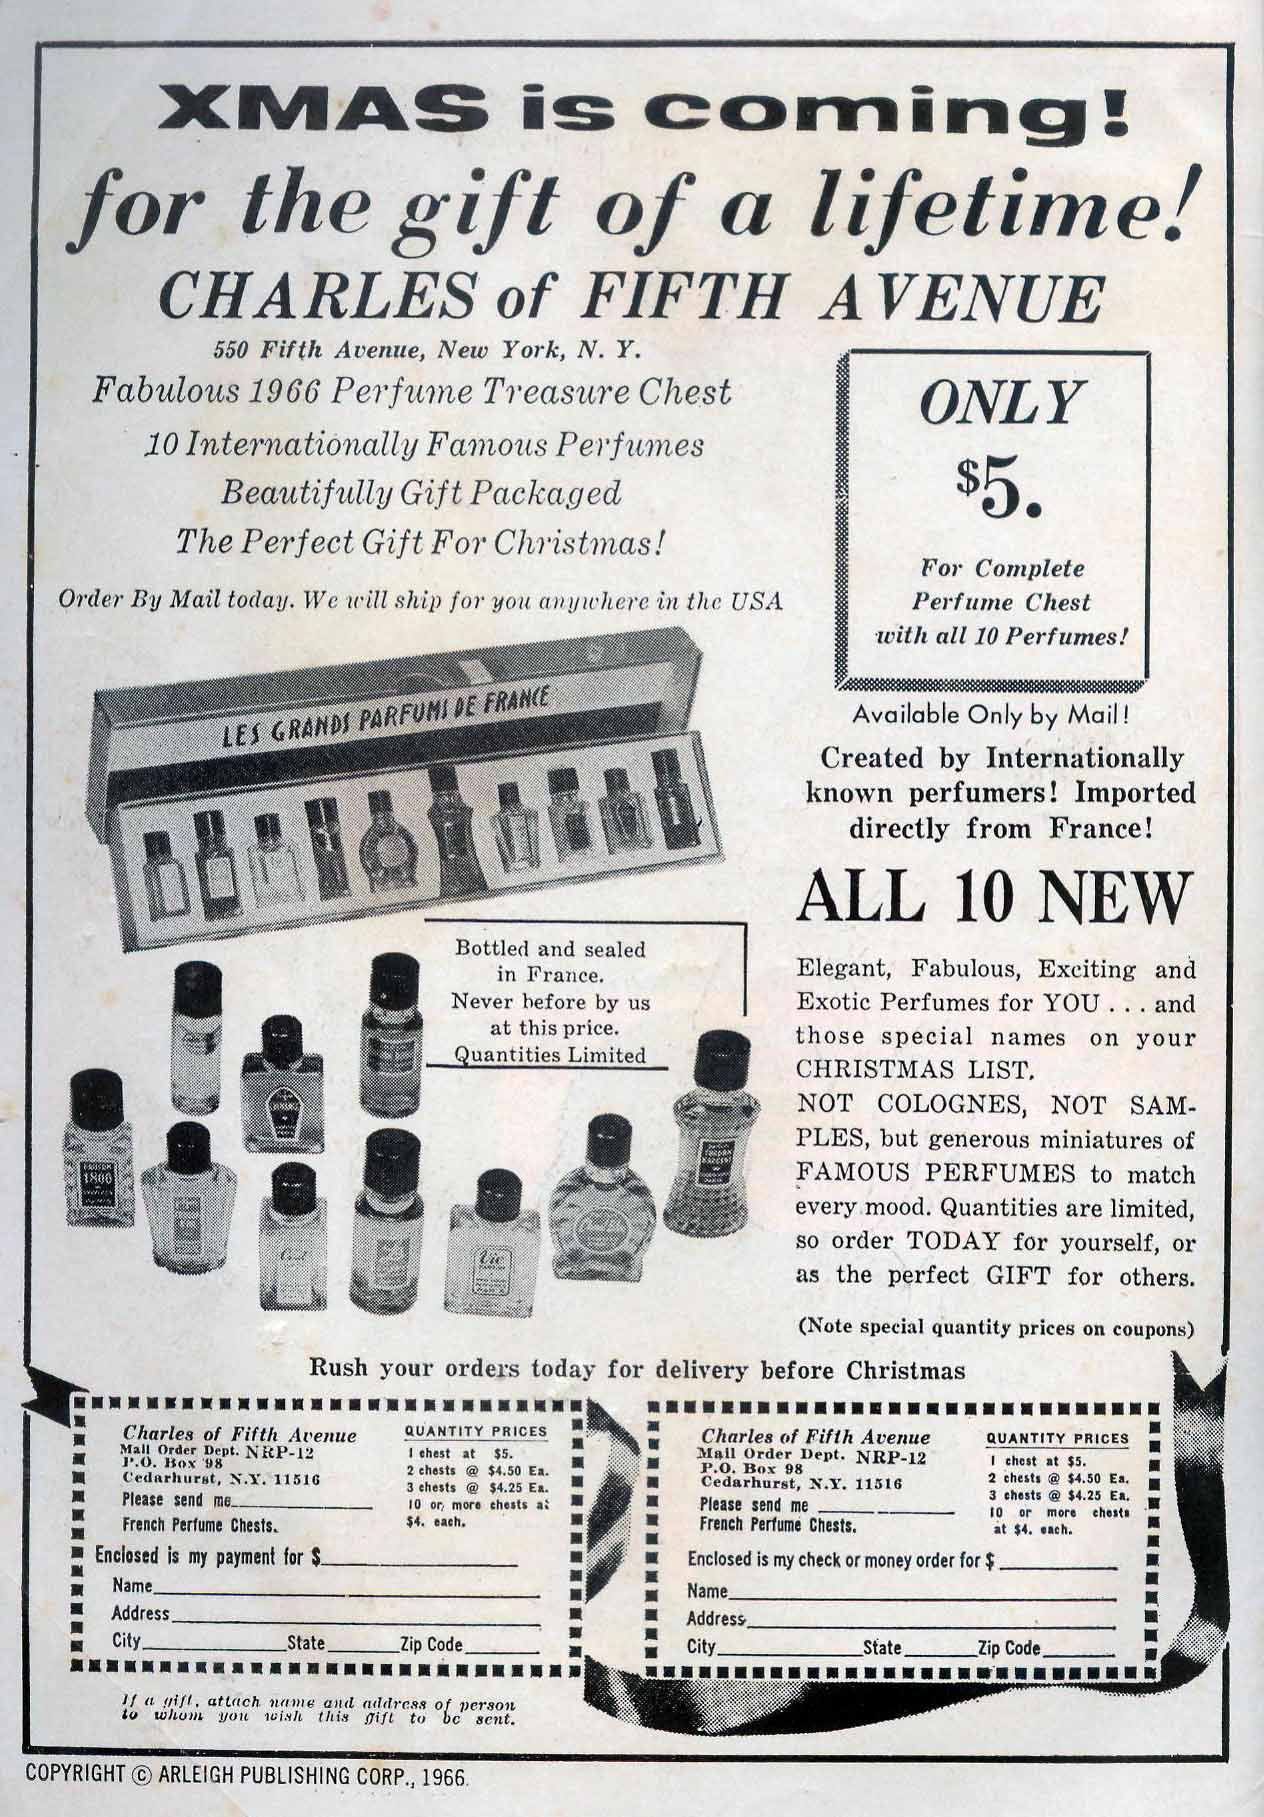 XMAS is coming!
for the gift of a lifetime!
CHARLES of FIFTH AVENUE
550 Fifth Avenue, New York, N. Y.
Fabulous 1966 Perfume Treasure Chest
10 Internationally Famous Perfumes
Beautifully Gift Packaged
The Perfect Gift For Christmas!
Order By Mail today. We will ship for you anywhere in the USA
ONLY
$5.
For Complete
Perfume Chest
with all 10 Perfumes!
Available Only by Mail!
Created by Internationally
known perfumers! Imported
directly from France!
ALL 10 NEW
Elegant, Fabulous, Exciting and
Exotic Perfumes for YOU . . . and
those special names on your
CHRISTMAS LIST.
NOT COLOGNES, NOT SAM-
PLES, but generous miniatures of
FAMOUS PERFUMES to match
every mood. Quantities are limited,
so order TODAY for yourself, or
as the perfect GIFT for others.
(Note special quantity prices on coupons)
LES GRANDS PARFUMS DE FRANCE
Bottled and sealed
in France.
Never before by us
at this price.
Quantities Limited
1800
Vie
Rush your orders today for delivery before Christmas
Charles of Fifth Avenue
Mail Order Dept. NRP-12
P.O. Box 98
Cedarhurst, N.Y. 11516
Please send me
French Perfume Chests.
QUANTITY PRICES
1 chest at $5.
2 chests @ $4.50 Ea.
3 chests @ $4.25 Ea.
10 or more chests at
$4. each.
Enclosed is my payment for $
Name
Address
City State Zip Code
Charles of Fifth Avenue
Mail Order Dept. NRP-12
P.O. Box 98
Cedarhurst, N.Y. 11516
Please send me
French Perfume Chests.
QUANTITY PRICES
1 chest at $5.
2 chests @ $4.50 Ea.
3 chests @ $4.25 Ea.
10 or more chests
at $4. each.
Enclosed is my check or money order for $
Name
Address
City State Zip Code
If a gift, attach name and address of person
to whom you wish this gift to be sent.
COPYRIGHT © ARLEIGH PUBLISHING CORP., 1966.